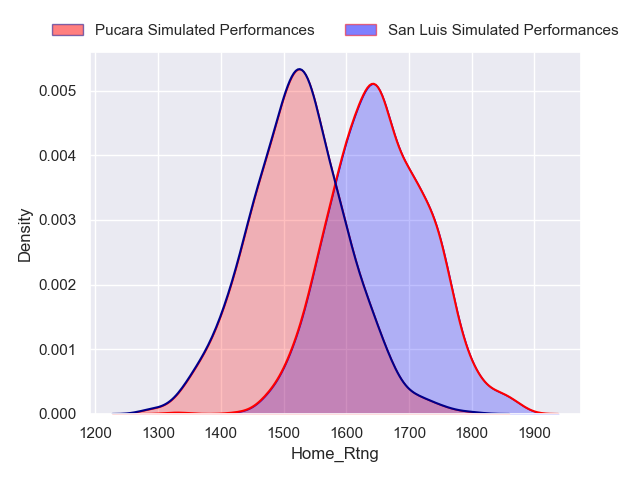 Pucara Simulated Performances San Luis Simulated Performances
0.005
0.004
0.003
0.002
0.001
0.000
Density
1200 1300 1400 1500 1600 1700 1800 1900
Home_Rtng